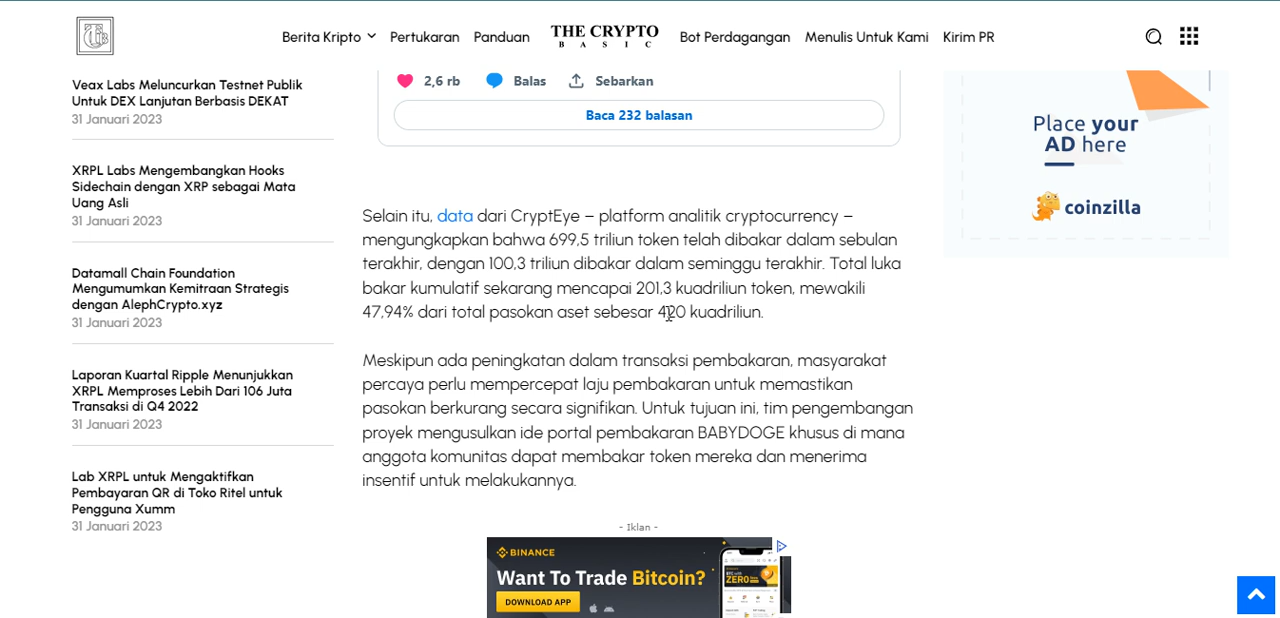 Berita Kripto
Pertukaran
Panduan
THE CRYPTO
BASIC
Bot Perdagangan
Menulis Untuk Kami
Kirim PR
Veax Labs Meluncurkan Testnet Publik
Untuk DEX Lanjutan Berbasis DEKAT
31 Januari 2023
XRPL Labs Mengembangkan Hooks
Sidechain dengan XRP sebagai Mata
Uang Asli
31 Januari 2023
Datamall Chain Foundation
Mengumumkan Kemitraan Strategis
dengan AlephCrypto.xyz
31 Januari 2023
Laporan Kuartal Ripple Menunjukkan
XRPL Memproses Lebih Dari 106 Juta
Transaksi di Q4 2022
31 Januari 2023
Lab XRPL untuk Mengaktifkan
Pembayaran QR di Toko Ritel untuk
Pengguna Xumm
31 Januari 2023
2,6 rb
Balas
Sebarkan
Baca 232 balasan
Selain itu, data dari CryptEye – platform analitik cryptocurrency –
mengungkapkan bahwa 699,5 triliun token telah dibakar dalam sebulan
terakhir, dengan 100,3 triliun dibakar dalam seminggu terakhir. Total luka
bakar kumulatif sekarang mencapai 201,3 kuadriliun token, mewakili
47,94% dari total pasokan aset sebesar 420 kuadriliun.
Meskipun ada peningkatan dalam transaksi pembakaran, masyarakat
percaya perlu mempercepat laju pembakaran untuk memastikan
pasokan berkurang secara signifikan. Untuk tujuan ini, tim pengembangan
proyek mengusulkan ide portal pembakaran BABYDOGE khusus di mana
anggota komunitas dapat membakar token mereka dan menerima
insentif untuk melakukannya.
- Iklan -
BINANCE
Want To Trade Bitcoin?
DOWNLOAD APP
ZERO
Place your
AD here
coinzilla